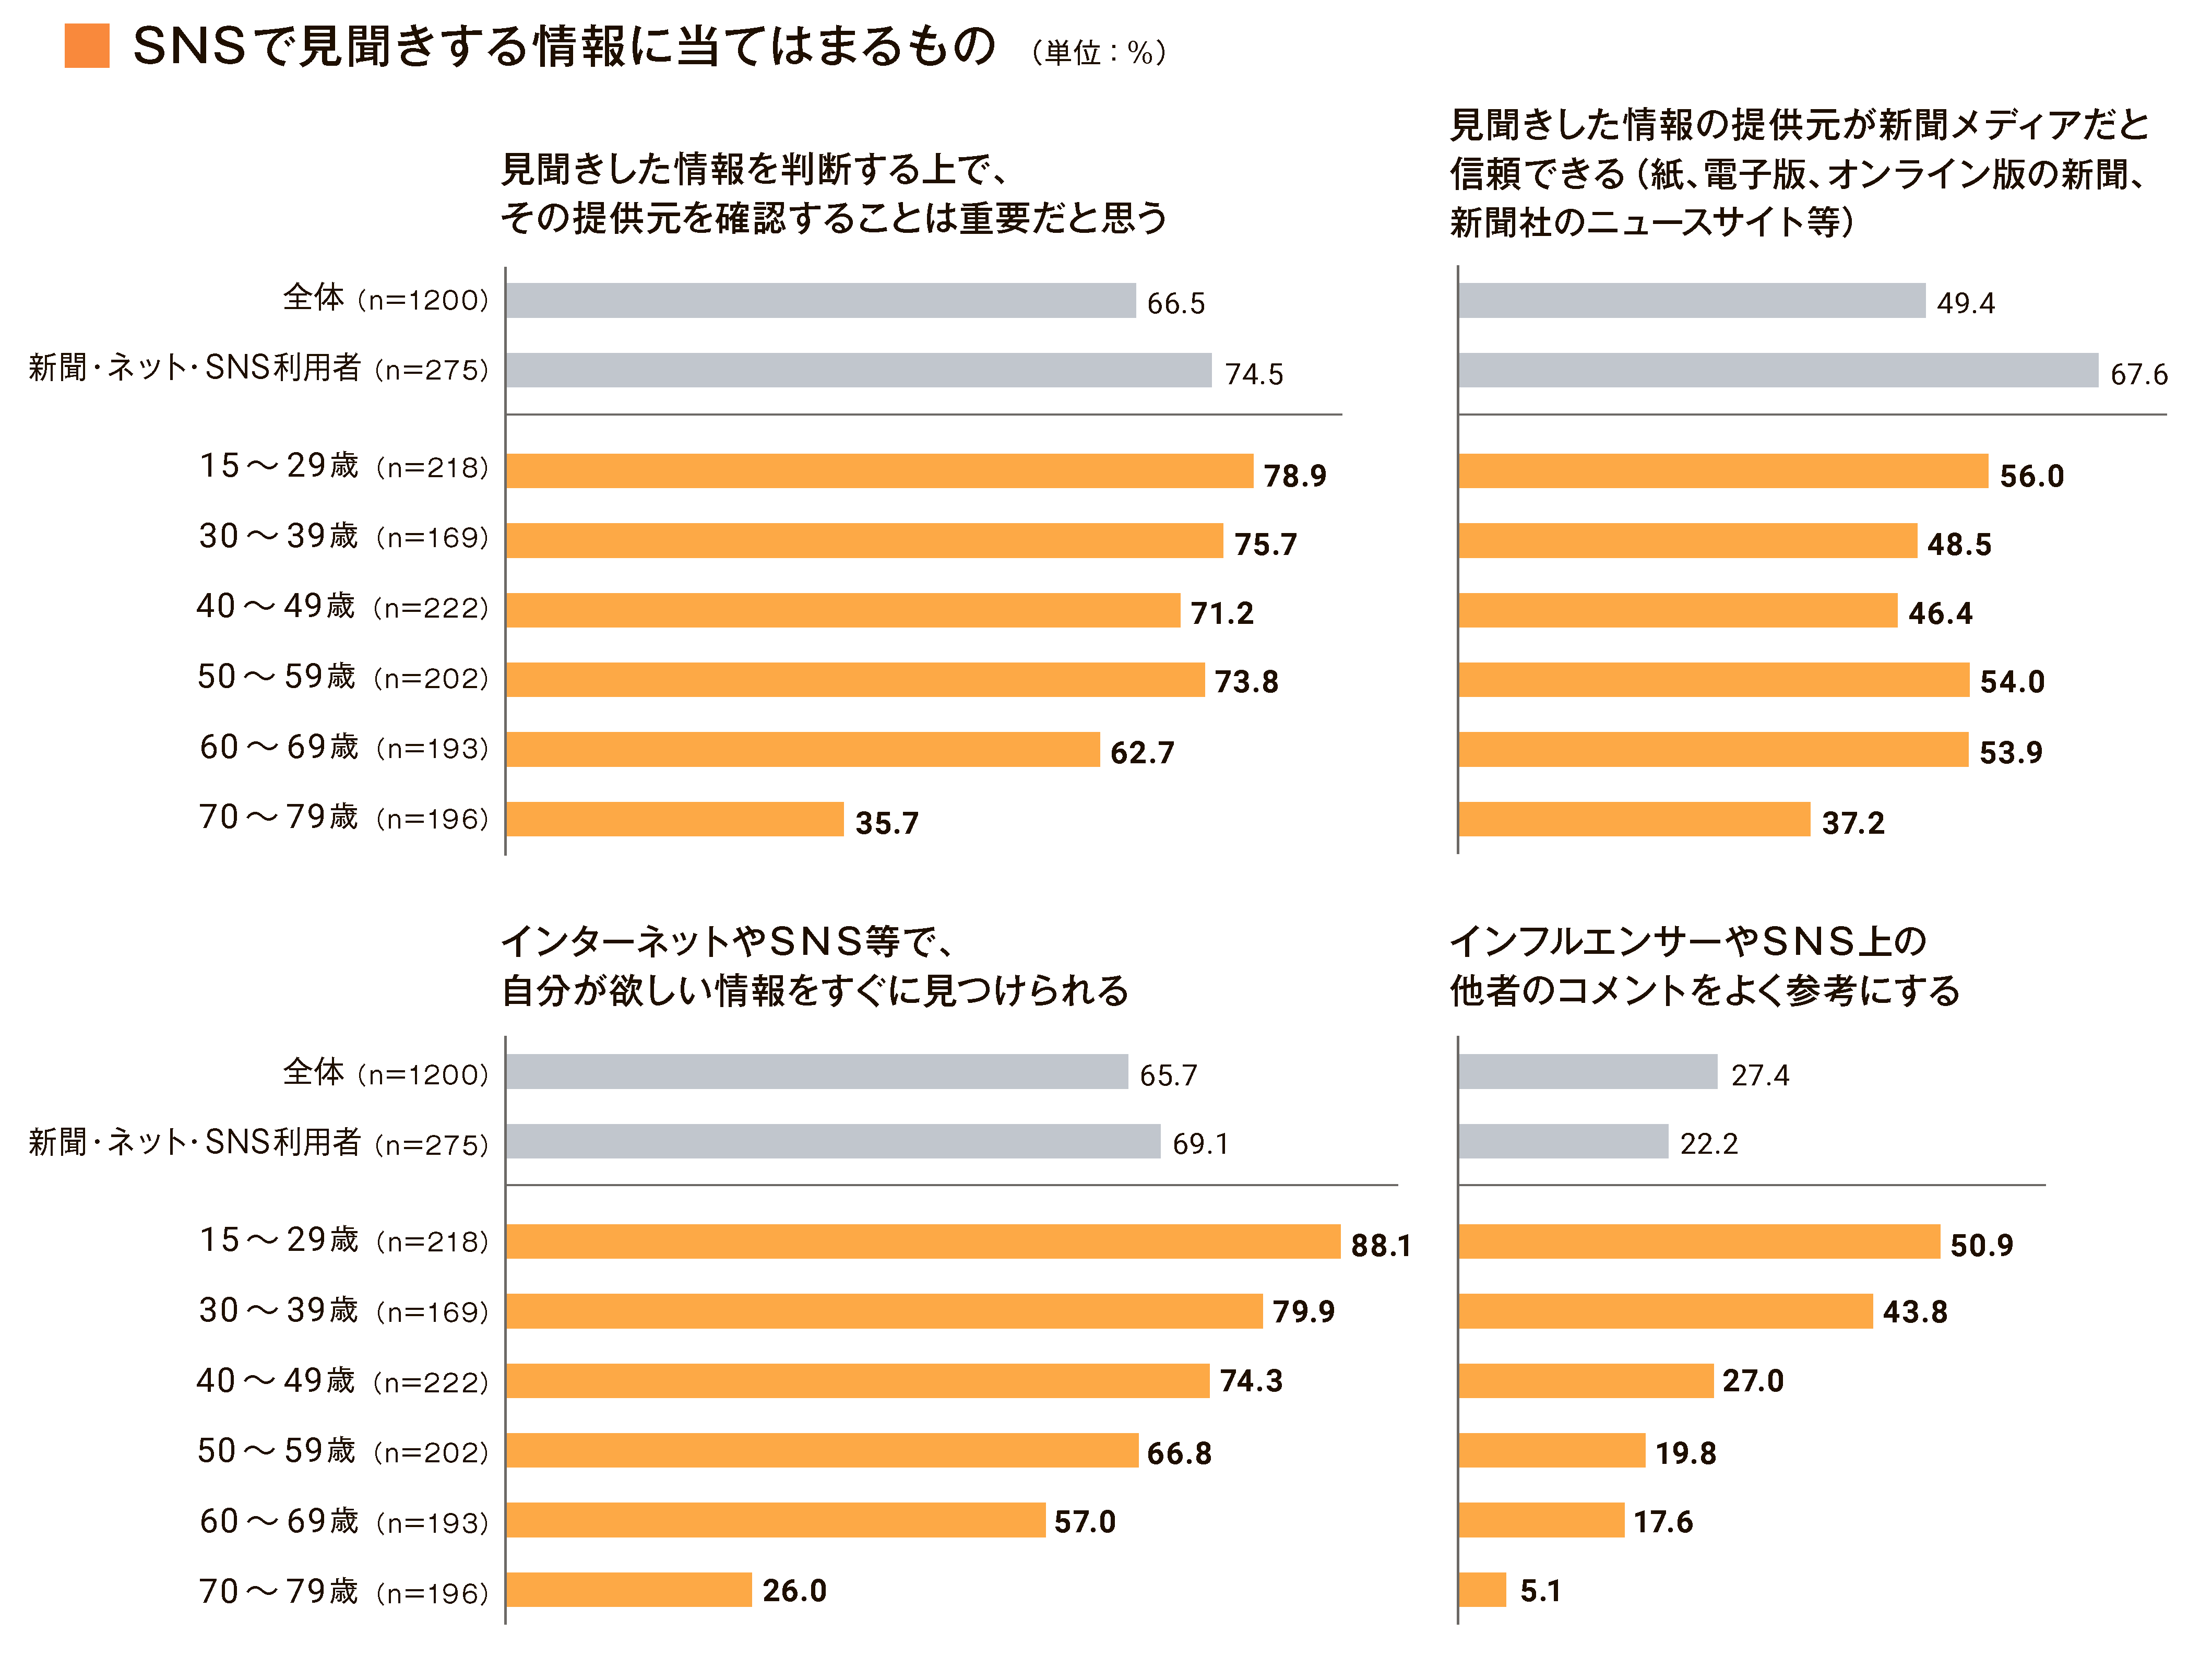 SNSで見聞きする情報に当てはまるもの （単位：％）
見聞きした情報を判断する上で、
その提供元を確認することは重要だと思う
全体（n=1200） 66.5
新聞・ネット・SNS利用者（n=275） 74.5
15～29歳（n=218） 78.9
30～39歳（n=169） 75.7
40～49歳（n=222） 71.2
50～59歳（n=202） 73.8
60～69歳（n=193） 62.7
70～79歳（n=196） 35.7
見聞きした情報の提供元が新聞メディアだと
信頼できる（紙、電子版、オンライン版の新聞、
新聞社のニュースサイト等）
49.4
67.6
56.0
48.5
46.4
54.0
53.9
37.2
インターネットやSNS等で、
自分が欲しい情報をすぐに見つけられる
全体（n=1200） 65.7
新聞・ネット・SNS利用者（n=275） 69.1
15～29歳（n=218） 88.1
30～39歳（n=169） 79.9
40～49歳（n=222） 74.3
50～59歳（n=202） 66.8
60～69歳（n=193） 57.0
70～79歳（n=196） 26.0
インフルエンサーやSNS上の
他者のコメントをよく参考にする
27.4
22.2
50.9
43.8
27.0
19.8
17.6
5.1